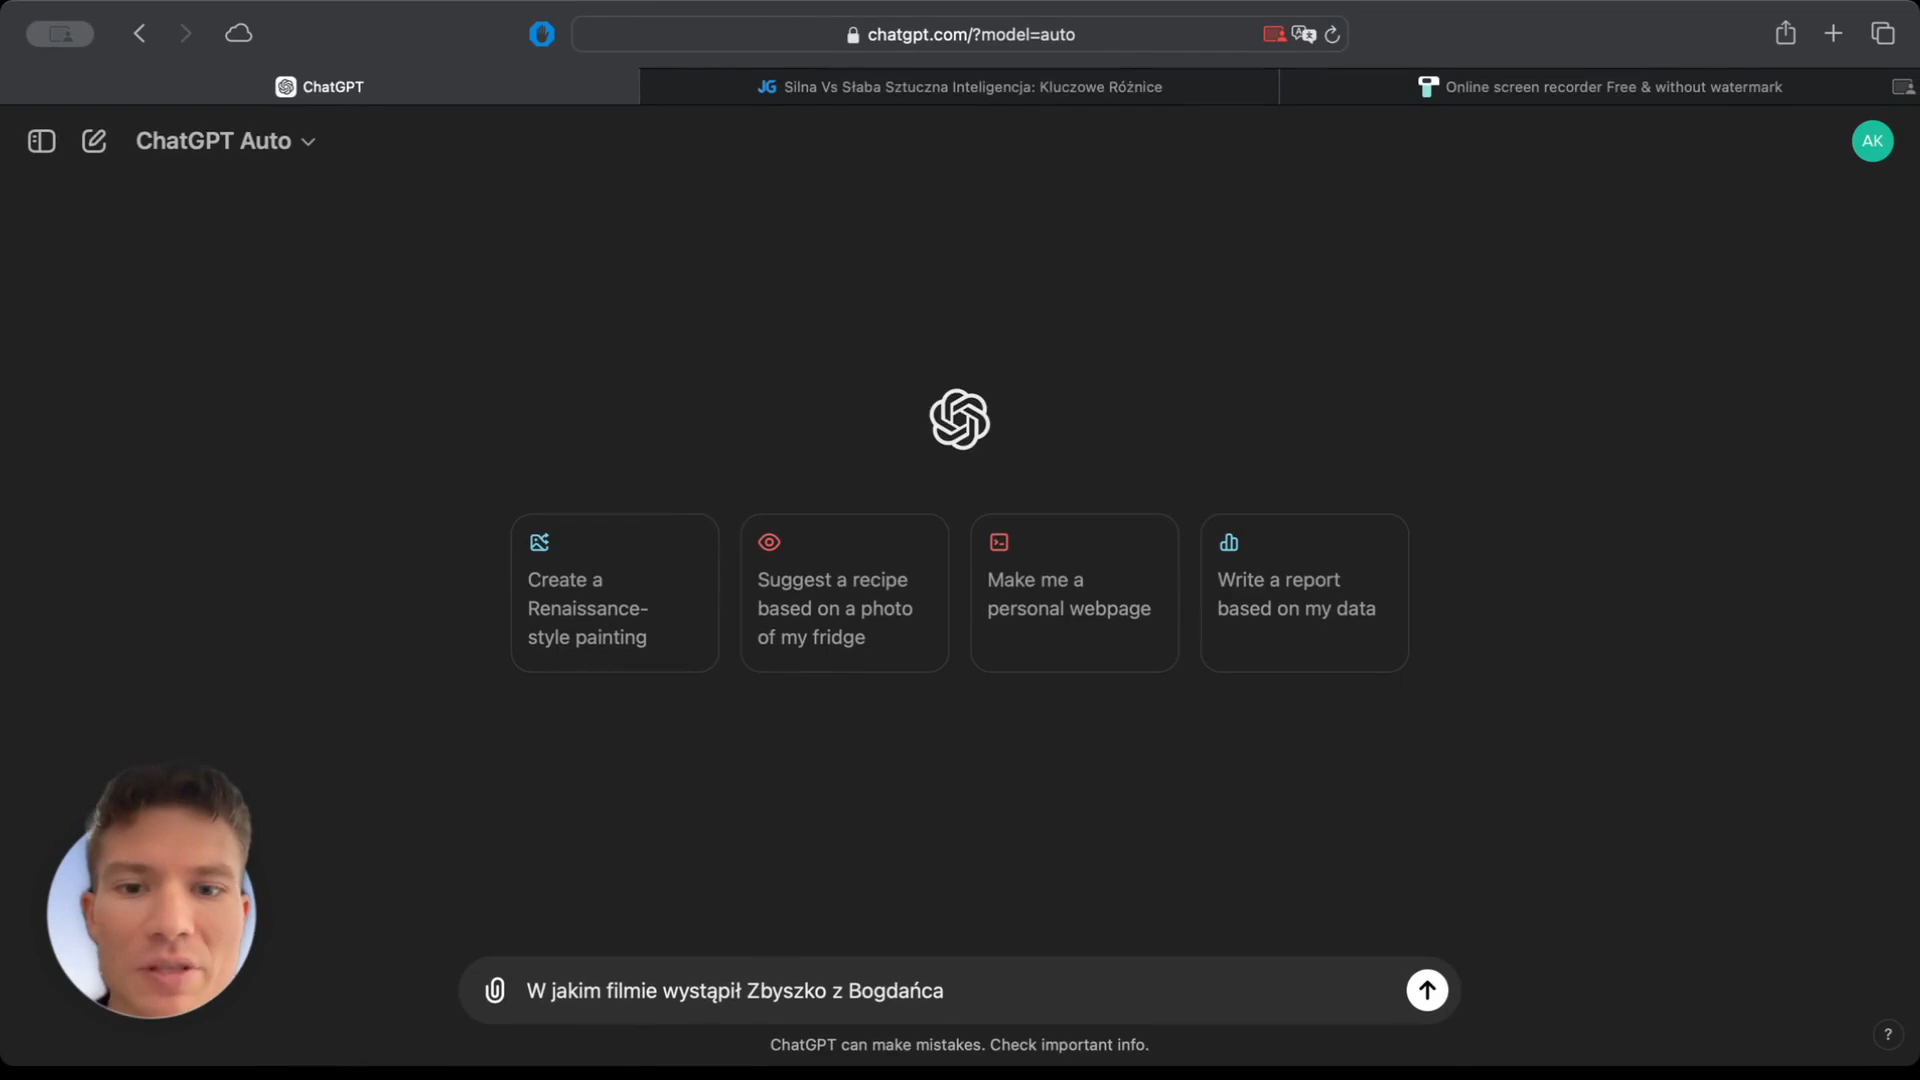 chatgpt.com/?model=auto
ChatGPT
JG Silna Vs Słaba Sztuczna Inteligencja: Kluczowe Różnice
Online screen recorder Free & without watermark
ChatGPT Auto
AK
Create a
Renaissance-
style painting
Suggest a recipe
based on a photo
of my fridge
Make me a
personal webpage
Write a report
based on my data
W jakim filmie wystąpił Zbyszko z Bogdańca
ChatGPT can make mistakes. Check important info.
?